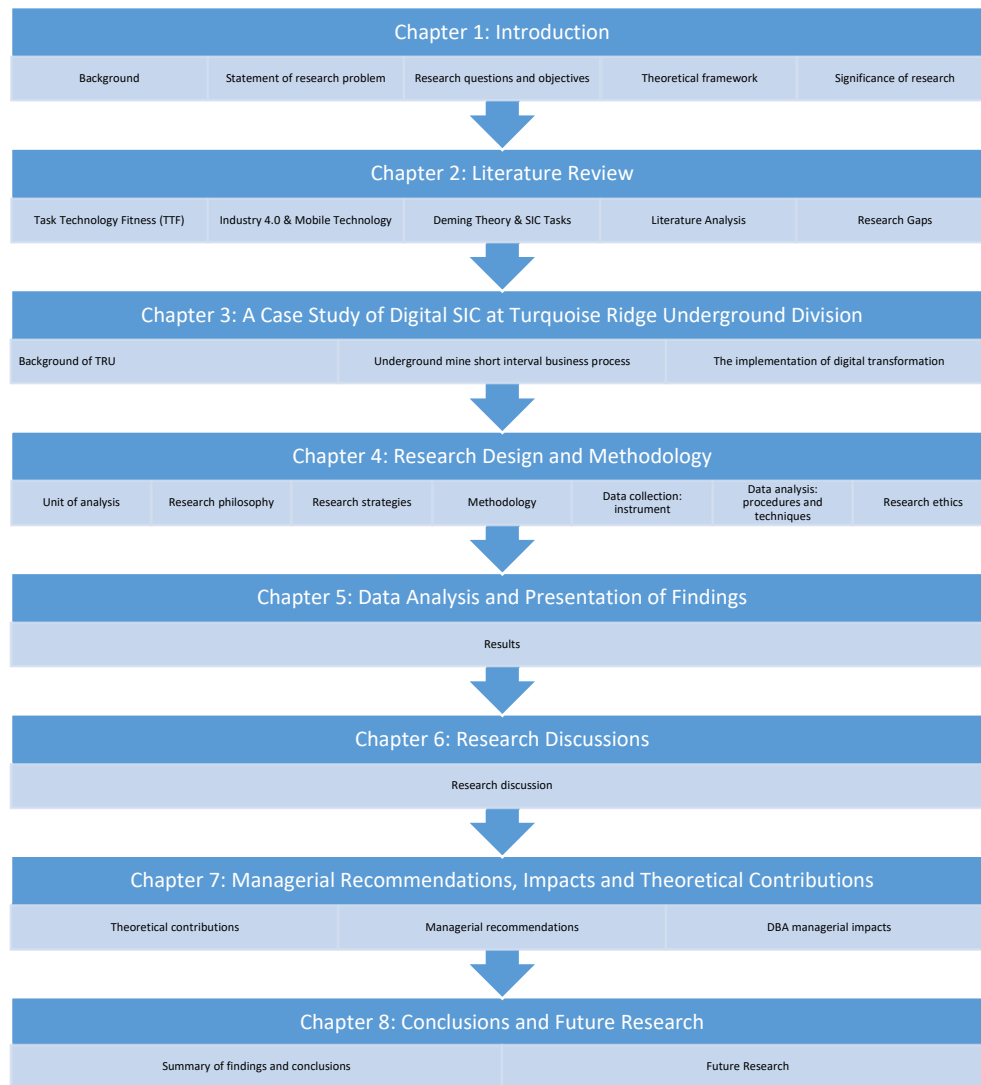 Chapter 1: Introduction
Background
Statement of research problem
Research questions and objectives
Theoretical framework
Significance of research
Chapter 2: Literature Review
Task Technology Fitness (TTF)
Industry 4.0 & Mobile Technology
Deming Theory & SIC Tasks
Literature Analysis
Research Gaps
Chapter 3: A Case Study of Digital SIC at Turquoise Ridge Underground Division
Background of TRU
Underground mine short interval business process
The implementation of digital transformation
Chapter 4: Research Design and Methodology
Unit of analysis
Research philosophy
Research strategies
Methodology
Data collection:
instrument
Data analysis:
procedures and
techniques
Research ethics
Chapter 5: Data Analysis and Presentation of Findings
Results
Chapter 6: Research Discussions
Research discussion
Chapter 7: Managerial Recommendations, Impacts and Theoretical Contributions
Theoretical contributions
Managerial recommendations
DBA managerial impacts
Chapter 8: Conclusions and Future Research
Summary of findings and conclusions
Future Research